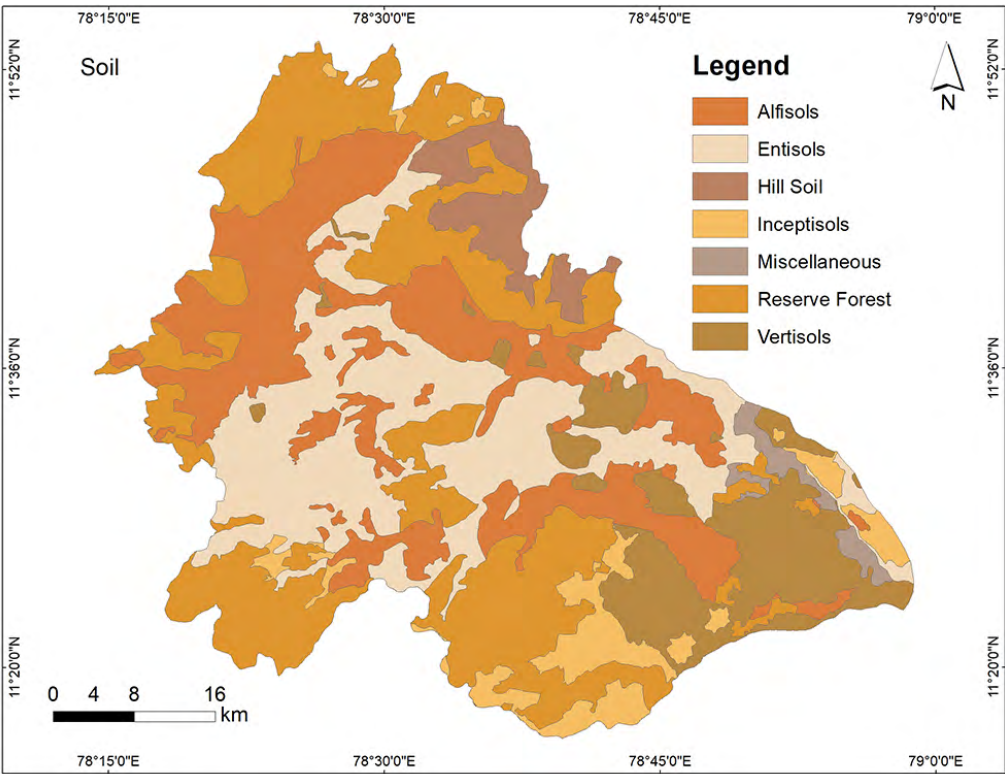 78°15'0"E 78°30'0"E 78°45'0"E 79°0'0"E
11°52'0"N 11°52'0"N
Soil
Legend
N
Alfisols
Entisols
Hill Soil
Inceptisols
Miscellaneous
Reserve Forest
Vertisols
11°36'0"N 11°36'0"N
11°20'0"N 11°20'0"N
0 4 8 16
km
78°15'0"E 78°30'0"E 78°45'0"E 79°0'0"E